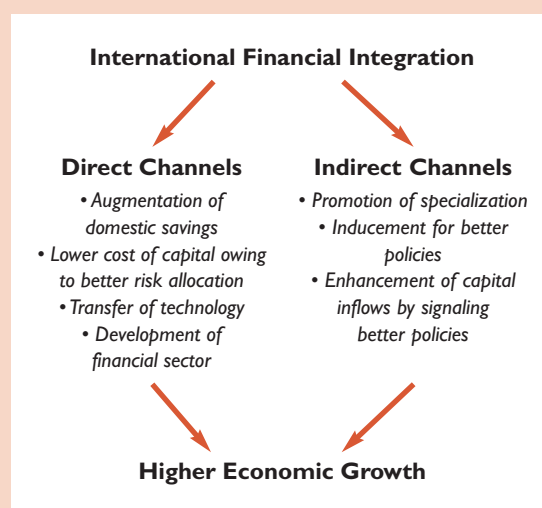 International Financial Integration
Direct Channels
• Augmentation of
domestic savings
• Lower cost of capital owing
to better risk allocation
• Transfer of technology
• Development of
financial sector
Indirect Channels
• Promotion of specialization
• Inducement for better
policies
• Enhancement of capital
inflows by signaling
better policies
Higher Economic Growth